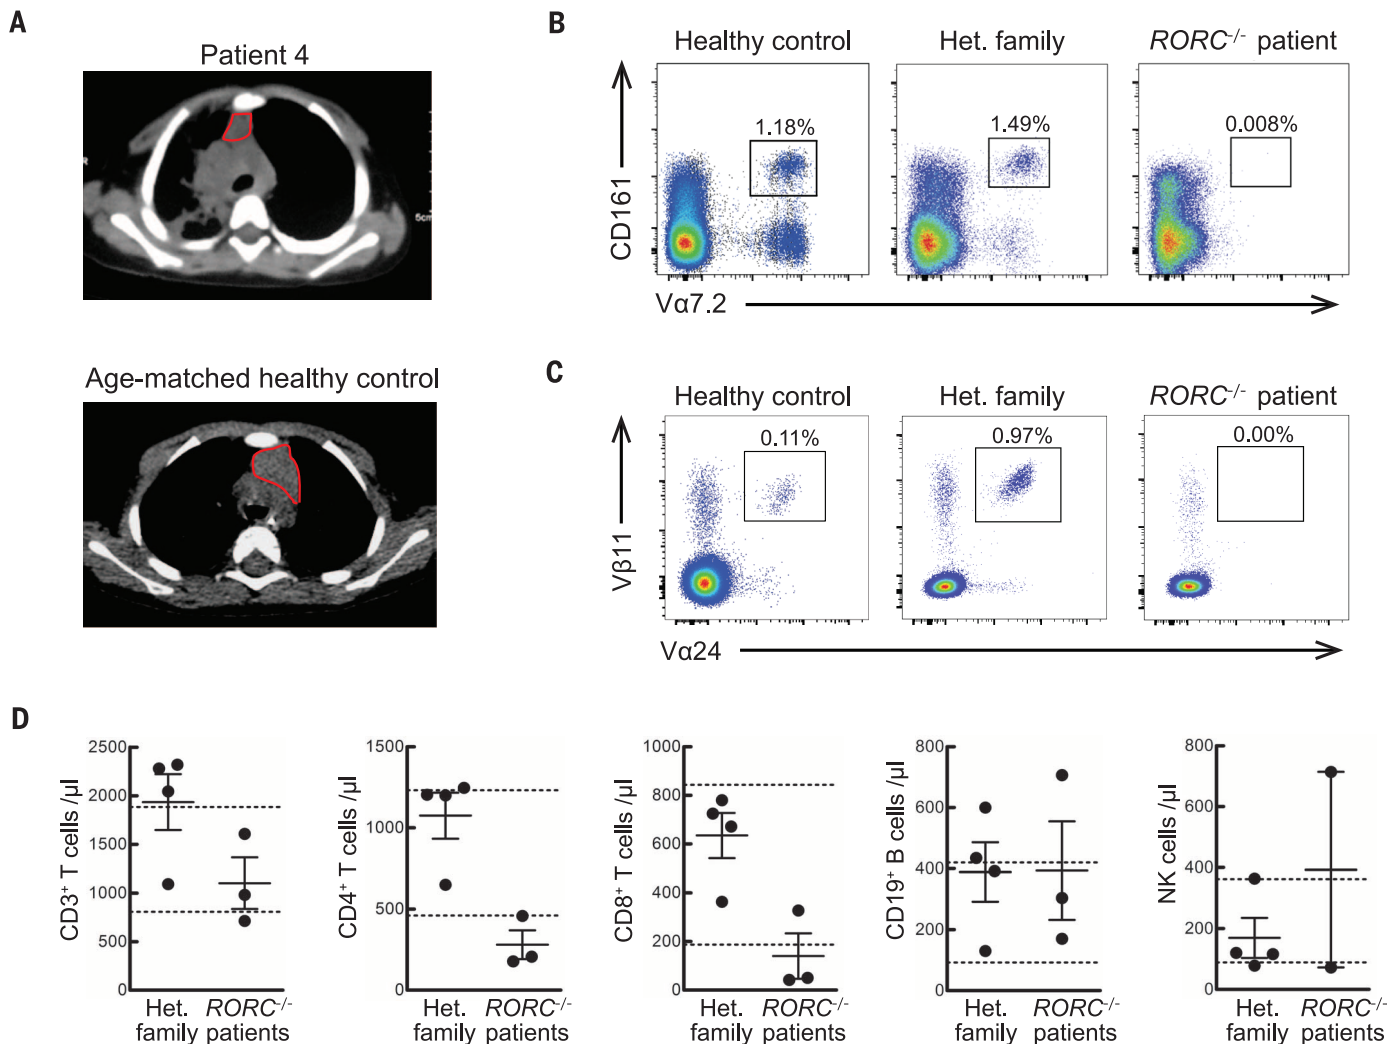 A
Patient 4
R
5cm
Age-matched healthy control
B
Healthy control
Het. family
RORC-/- patient
1.18%
1.49%
0.008%
CD161
Vα7.2
C
Healthy control
Het. family
RORC-/- patient
0.11%
0.97%
0.00%
Vβ11
Vα24
D
CD3+ T cells /µl
2500
2000
1500
1000
500
0
Het. family
RORC-/- patients
CD4+ T cells /µl
1500
1000
500
0
Het. family
RORC-/- patients
CD8+ T cells /µl
1000
800
600
400
200
0
Het. family
RORC-/- patients
CD19+ B cells /µl
800
600
400
200
0
Het. family
RORC-/- patients
NK cells /µl
800
600
400
200
0
Het. family
RORC-/- patients